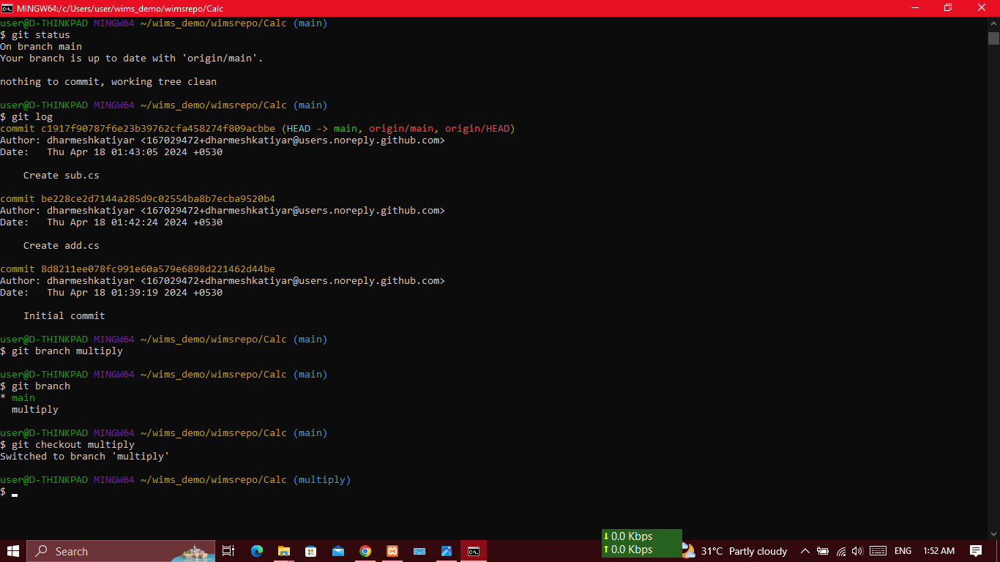 MINGW64:/c/Users/user/wims_demo/wimsrepo/Calc
user@D-THINKPAD MINGW64 ~/wims_demo/wimsrepo/Calc (main)
$ git status
On branch main
Your branch is up to date with 'origin/main'.
nothing to commit, working tree clean
user@D-THINKPAD MINGW64 ~/wims_demo/wimsrepo/Calc (main)
$ git log
commit c1917f90787f6e23b39762cfa458274f809acbbe (HEAD -> main, origin/main, origin/HEAD)
Author: dharmeshkatiyar <167029472+dharmeshkatiyar@users.noreply.github.com>
Date:   Thu Apr 18 01:43:05 2024 +0530
    Create sub.cs
commit be228ce2d7144a285d9c02554ba8b7ecba9520b4
Author: dharmeshkatiyar <167029472+dharmeshkatiyar@users.noreply.github.com>
Date:   Thu Apr 18 01:42:24 2024 +0530
    Create add.cs
commit 8d8211ee078fc991e60a579e6898d221462d44be
Author: dharmeshkatiyar <167029472+dharmeshkatiyar@users.noreply.github.com>
Date:   Thu Apr 18 01:39:19 2024 +0530
    Initial commit
user@D-THINKPAD MINGW64 ~/wims_demo/wimsrepo/Calc (main)
$ git branch multiply
user@D-THINKPAD MINGW64 ~/wims_demo/wimsrepo/Calc (main)
$ git branch
* main
  multiply
user@D-THINKPAD MINGW64 ~/wims_demo/wimsrepo/Calc (main)
$ git checkout multiply
Switched to branch 'multiply'
user@D-THINKPAD MINGW64 ~/wims_demo/wimsrepo/Calc (multiply)
$
↓ 0.0 Kbps
↑ 0.0 Kbps
Search
31°C Partly cloudy
ENG
1:52 AM